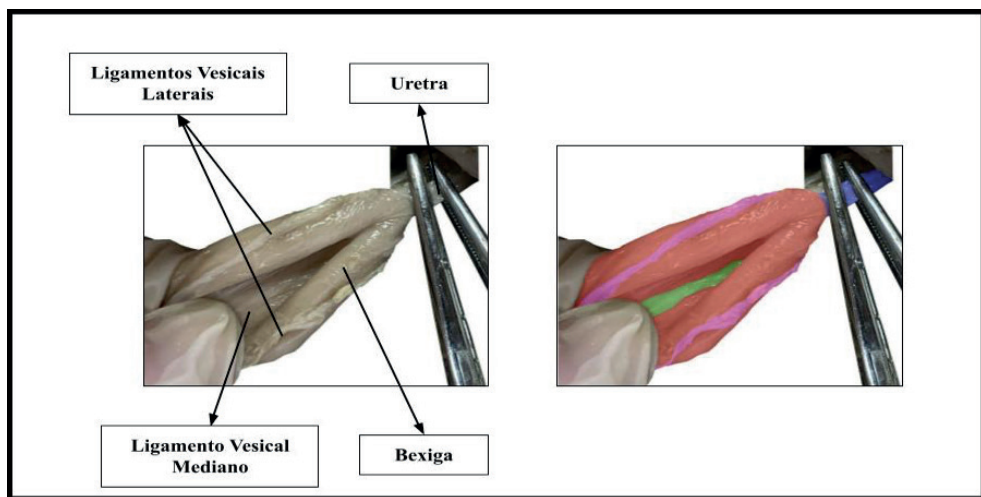 Ligamentos Vesicais
Laterais
Uretra
Ligamento Vesical
Mediano
Bexiga